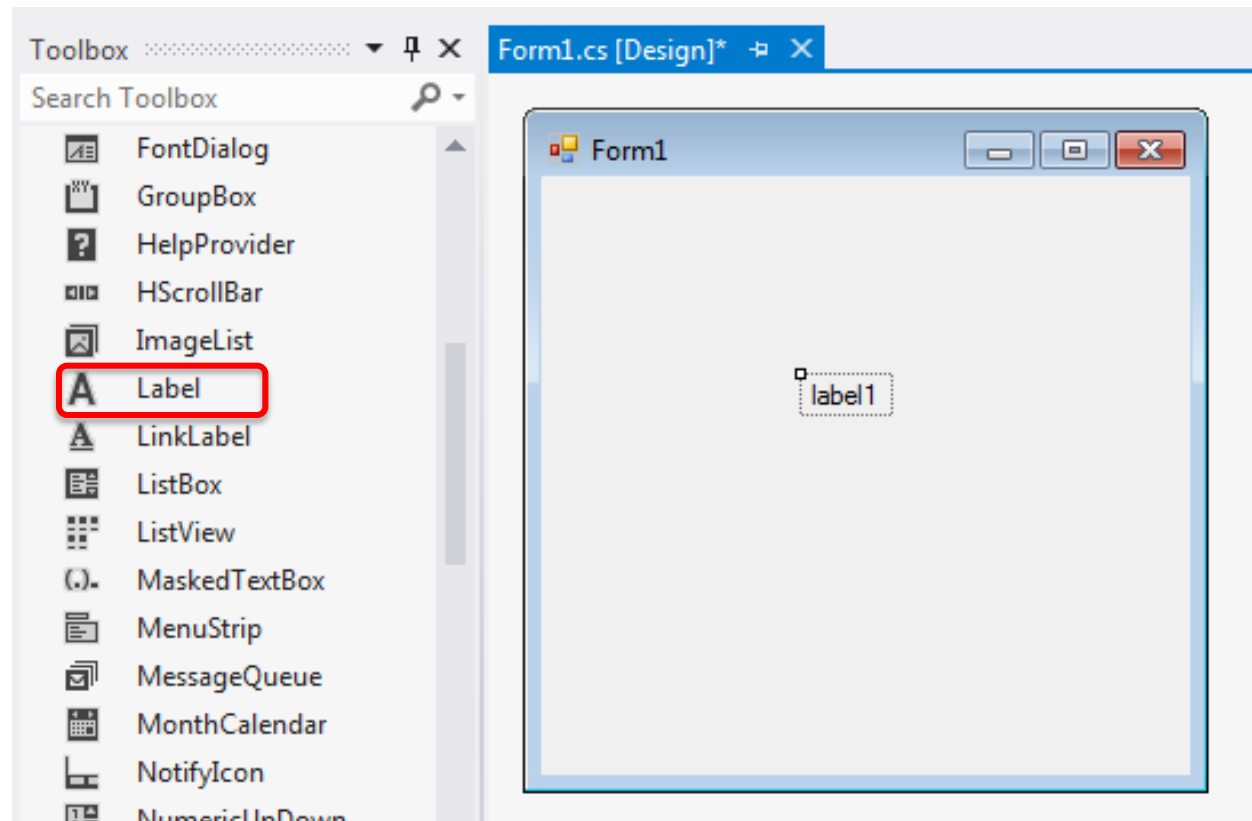 Toolbox
Search Toolbox
FontDialog
GroupBox
HelpProvider
HScrollBar
ImageList
Label
LinkLabel
ListBox
ListView
MaskedTextBox
MenuStrip
MessageQueue
MonthCalendar
NotifyIcon
NumericUpDown
Form1.cs [Design]*
Form1
label1